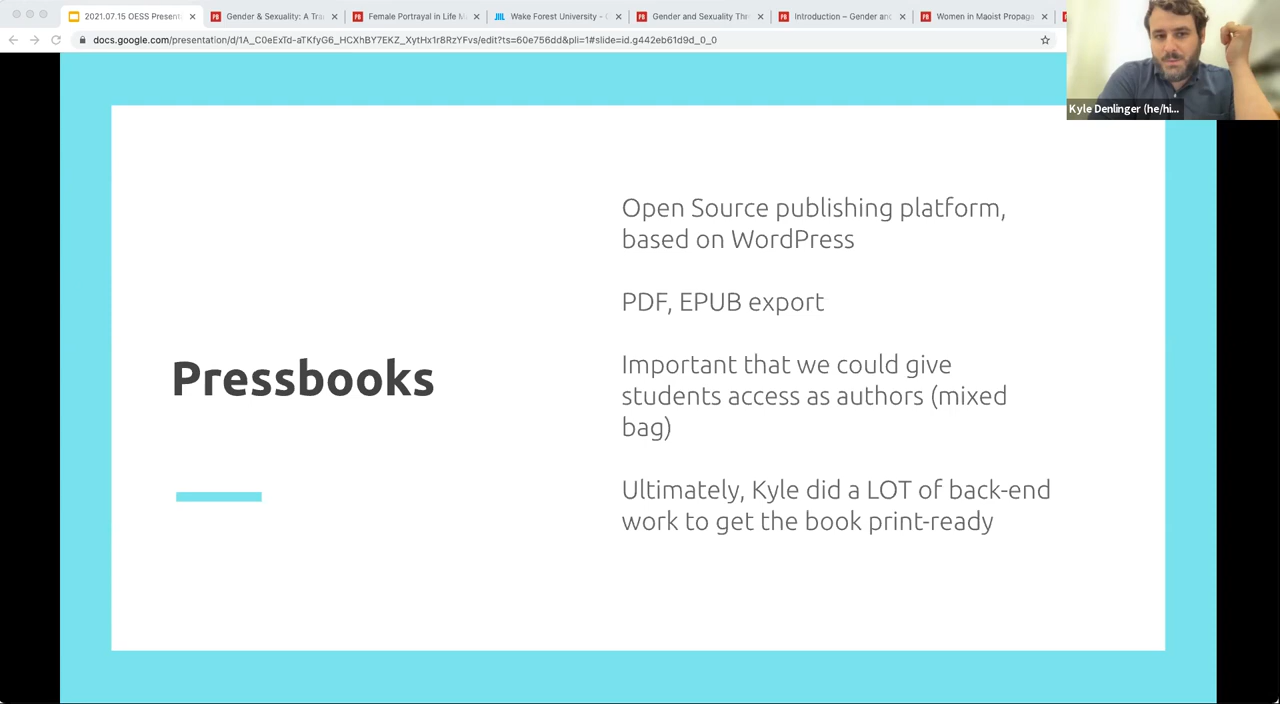 2021.07.15 OESS Present
Gender & Sexuality: A Tra
Female Portrayal in Life M
Wake Forest University -
Gender and Sexuality Thr
Introduction – Gender and
Women in Maoist Propaga
docs.google.com/presentation/d/1A_C0eExTd-aTKfyG6_HCXhBY7EKZ_XytHx1r8RzYFvs/edit?ts=60e756dd&pli=1#slide=id.g442eb61d9d_0_0
Kyle Denlinger (he/hi...
Pressbooks
Open Source publishing platform,
based on WordPress
PDF, EPUB export
Important that we could give
students access as authors (mixed
bag)
Ultimately, Kyle did a LOT of back-end
work to get the book print-ready